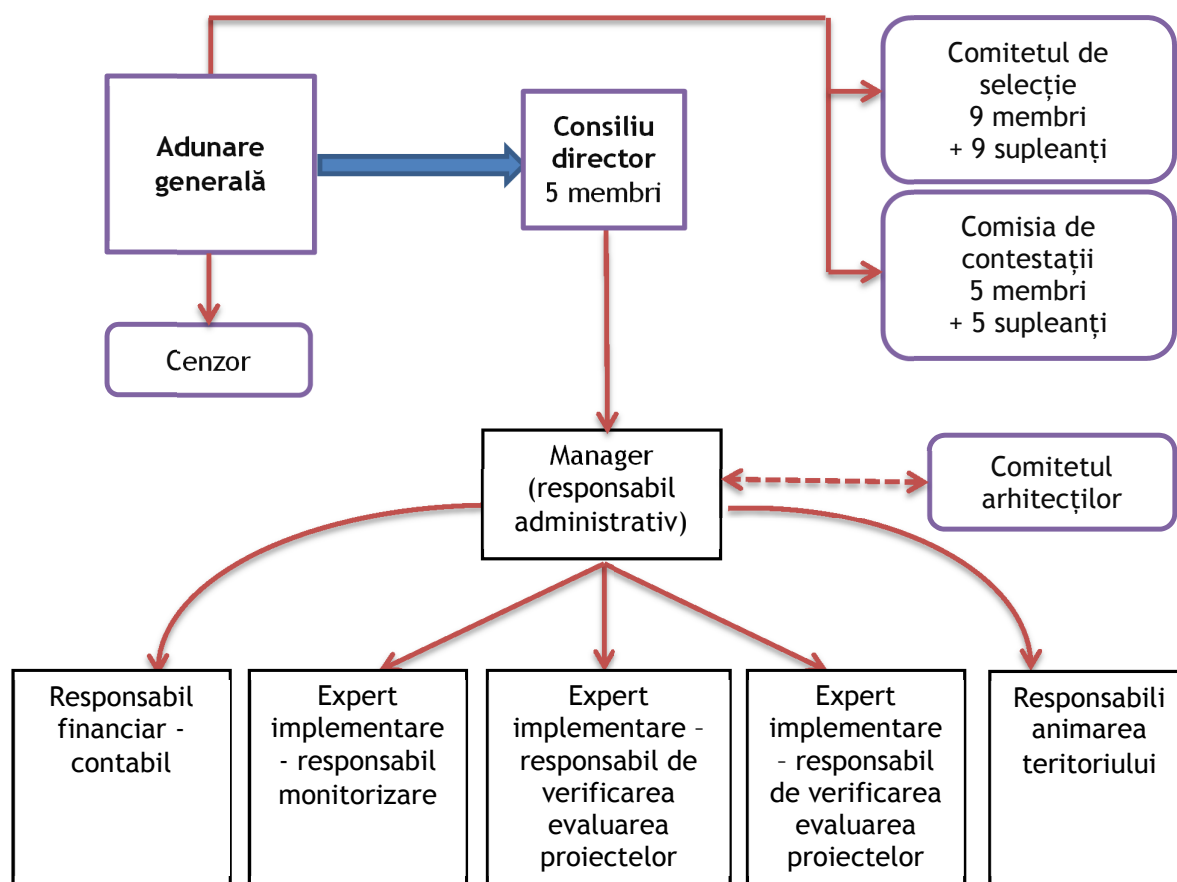 Adunare
generală
Consiliu
director
5 membri
Comitetul de
selecție
9 membri
+ 9 supleanți
Comisia de
contestații
5 membri
+ 5 supleanți
Cenzor
Manager
(responsabil
administrativ)
Comitetul
arhitecților
Responsabil
financiar -
contabil
Expert
implementare
- responsabil
monitorizare
Expert
implementare –
responsabil de
verificarea
evaluarea
proiectelor
Expert
implementare
– responsabil
de verificarea
evaluarea
proiectelor
Responsabili
animarea
teritoriului